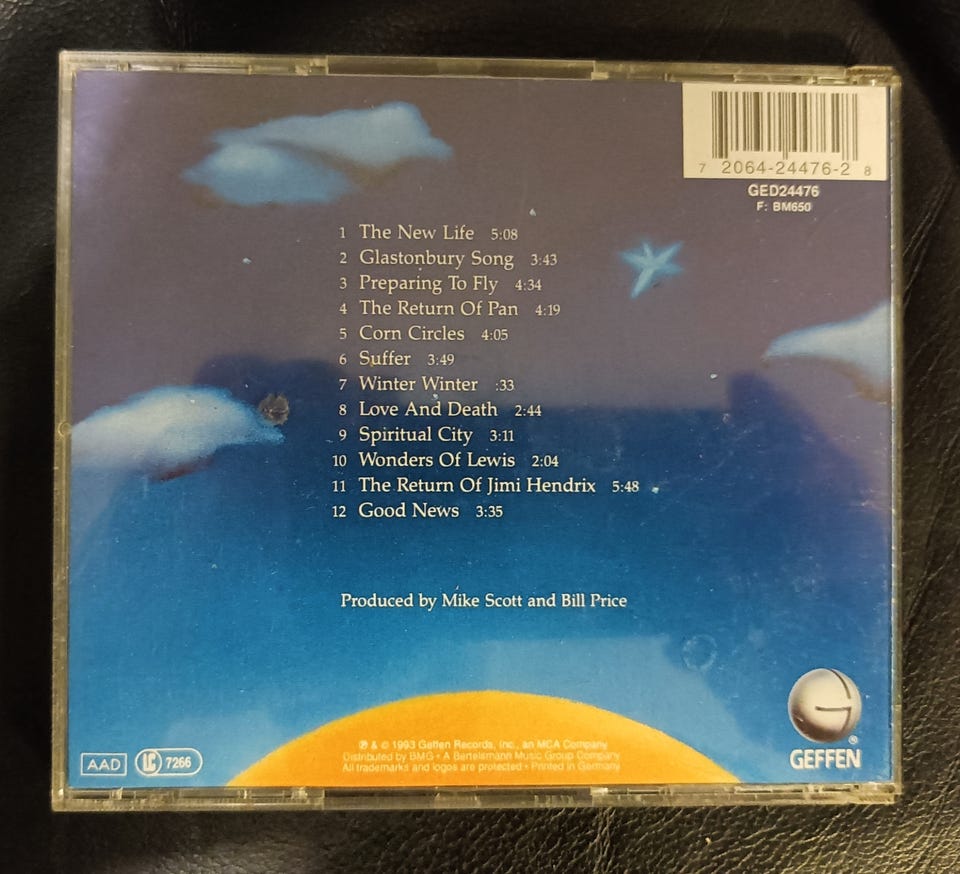 7 2064-24476-2 8
GED24476
F: BM650
1 The New Life 5:08
2 Glastonbury Song 3:43
3 Preparing To Fly 4:34
4 The Return Of Pan 4:19
5 Corn Circles 4:05
6 Suffer 3:49
7 Winter Winter :33
8 Love And Death 2:44
9 Spiritual City 3:11
10 Wonders Of Lewis 2:04
11 The Return Of Jimi Hendrix 5:48
12 Good News 3:35
Produced by Mike Scott and Bill Price
℗ & © 1993 Geffen Records, Inc., an MCA Company
Distributed by BMG • A Bertelsmann Music Group Company
All trademarks and logos are protected • Printed in Germany
AAD
LC 7266
G
®
GEFFEN